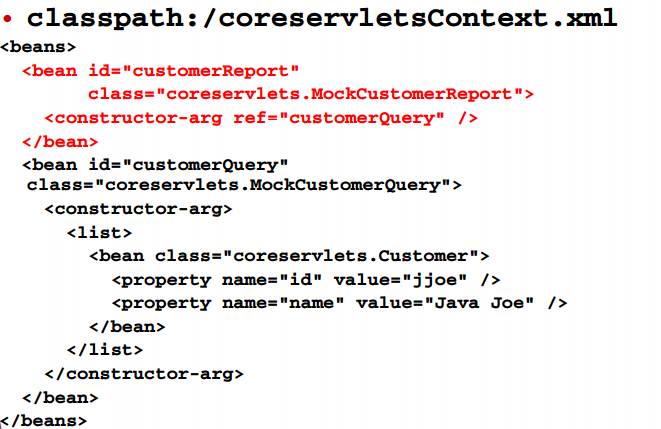 • classpath:/coreservletsContext.xml
<beans>
<bean id="customerReport"
class="coreservlets.MockCustomerReport">
<constructor-arg ref="customerQuery" />
</bean>
<bean id="customerQuery"
class="coreservlets.MockCustomerQuery">
<constructor-arg>
<list>
<bean class="coreservlets.Customer">
<property name="id" value="jjoe" />
<property name="name" value="Java Joe" />
</bean>
</list>
</constructor-arg>
</bean>
</beans>